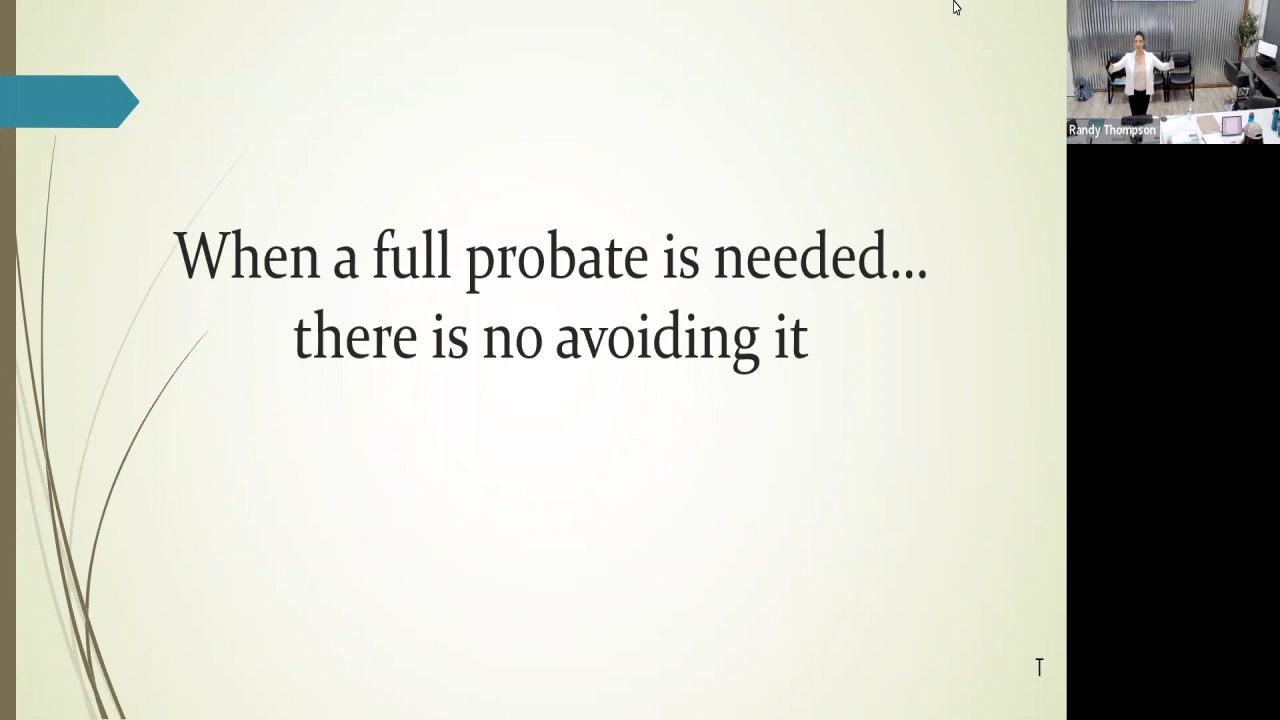 When a full probate is needed...
there is no avoiding it
Randy Thompson
T